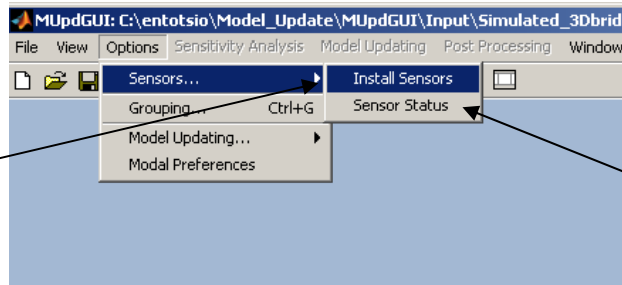 MUpdGUI: C:\entotsio\Model_Update\MUpdGUI\Input\Simulated_3Dbrid
File View Options Sensitivity Analysis Model Updating Post Processing Window
Sensors...
Install Sensors
Sensor Status
Grouping... Ctrl+G
Model Updating...
Modal Preferences